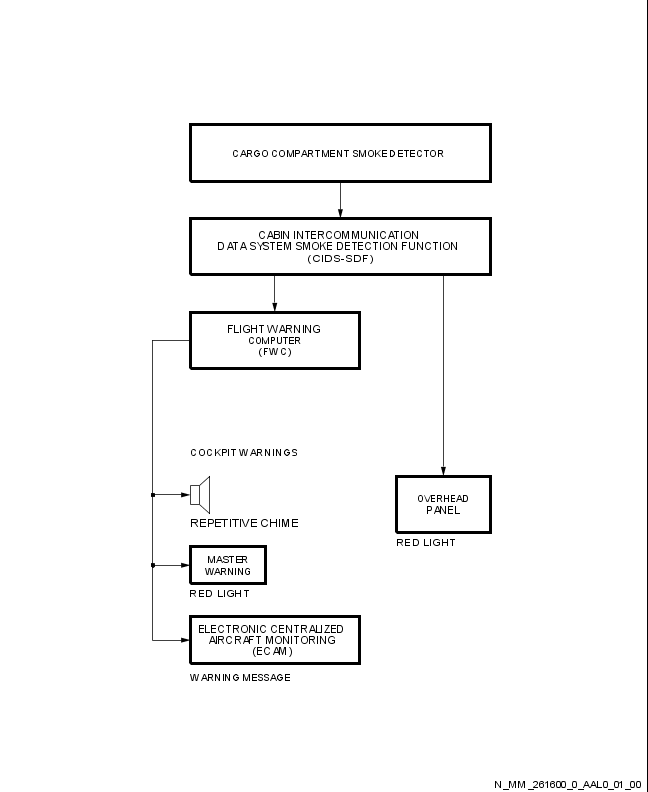 CARGO COMPARTMENT SMOKE DETECTOR
CABIN INTERCOMMUNICATION
DATA SYSTEM SMOKE DETECTION FUNCTION
(CIDS-SDF)
FLIGHT WARNING
COMPUTER
(FWC)
COCKPIT WARNINGS
REPETITIVE CHIME
OVERHEAD
PANEL
RED LIGHT
MASTER
WARNING
RED LIGHT
ELECTRONIC CENTRALIZED
AIRCRAFT MONITORING
(ECAM)
WARNING MESSAGE
N_MM_261600_0_AAL0_01_00